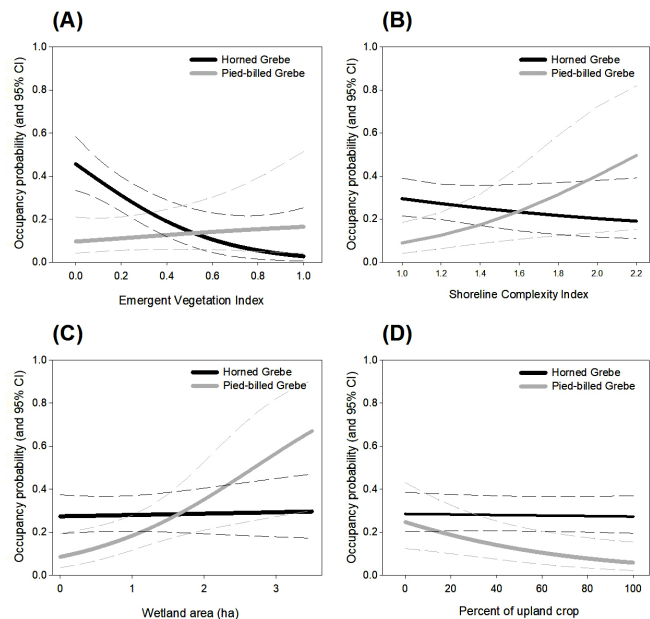 (A)
1.0
0.8
0.6
0.4
0.2
0.0
Occupancy probability (and 95% CI)
Horned Grebe
Pied-billed Grebe
0.0 0.2 0.4 0.6 0.8 1.0
Emergent Vegetation Index
(B)
1.0
0.8
0.6
0.4
0.2
0.0
Occupancy probability (and 95% CI)
Horned Grebe
Pied-billed Grebe
1.0 1.2 1.4 1.6 1.8 2.0 2.2
Shoreline Complexity Index
(C)
1.0
0.8
0.6
0.4
0.2
0.0
Occupancy probability (and 95% CI)
Horned Grebe
Pied-billed Grebe
0 1 2 3
Wetland area (ha)
(D)
1.0
0.8
0.6
0.4
0.2
0.0
Occupancy probability (and 95% CI)
Horned Grebe
Pied-billed Grebe
0 20 40 60 80 100
Percent of upland crop